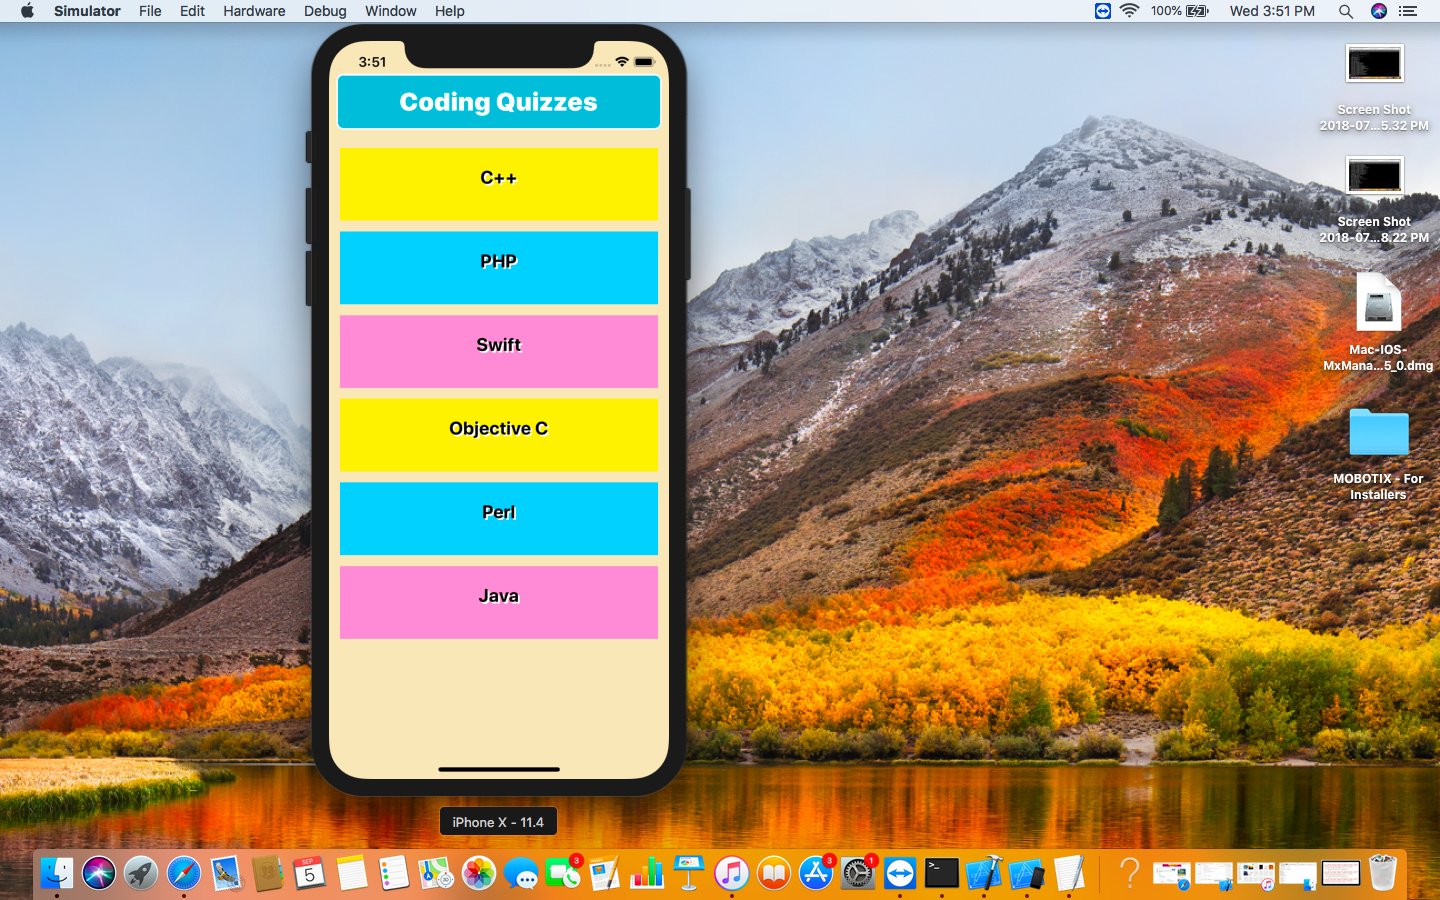 Simulator File Edit Hardware Debug Window Help
100% Wed 3:51 PM
3:51
Coding Quizzes
C++
PHP
Swift
Objective C
Perl
Java
iPhone X - 11.4
Screen Shot
2018-07...5.32 PM
Screen Shot
2018-07...8.22 PM
Mac-IOS-
MxMana...5_0.dmg
MOBOTIX - For
Installers
SEP
5
3
3
1